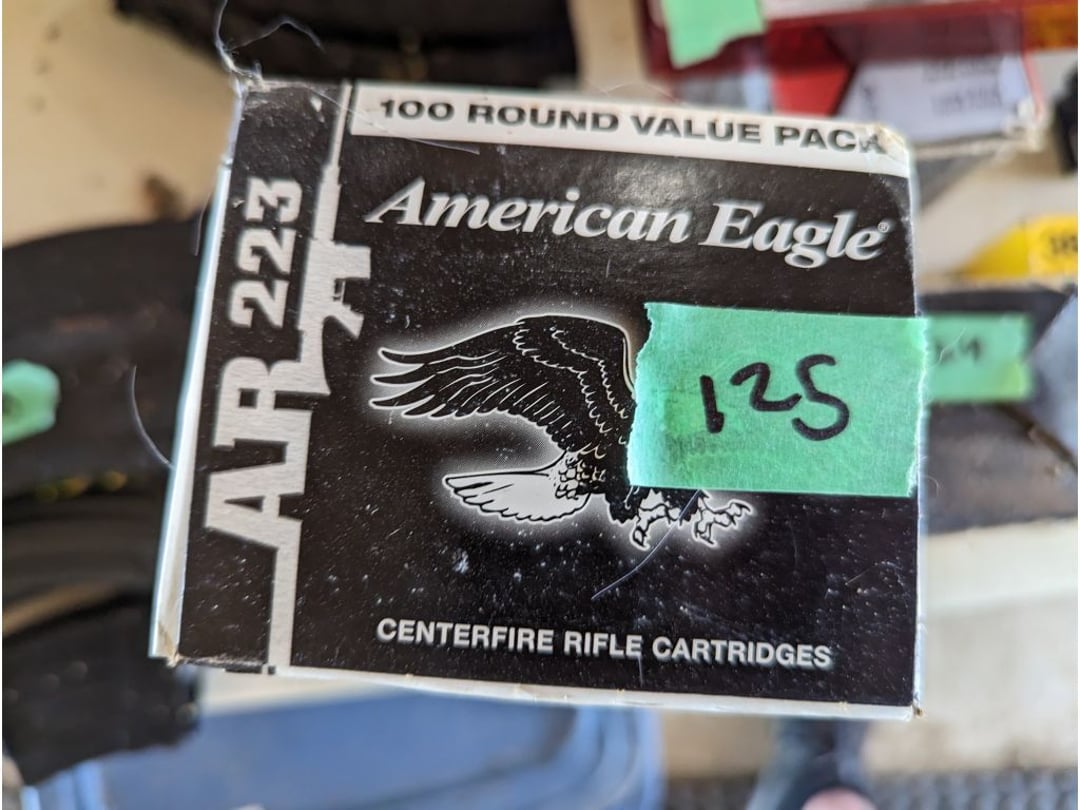 100 ROUND VALUE PACK
AR 223
American Eagle®
125
CENTERFIRE RIFLE CARTRIDGES